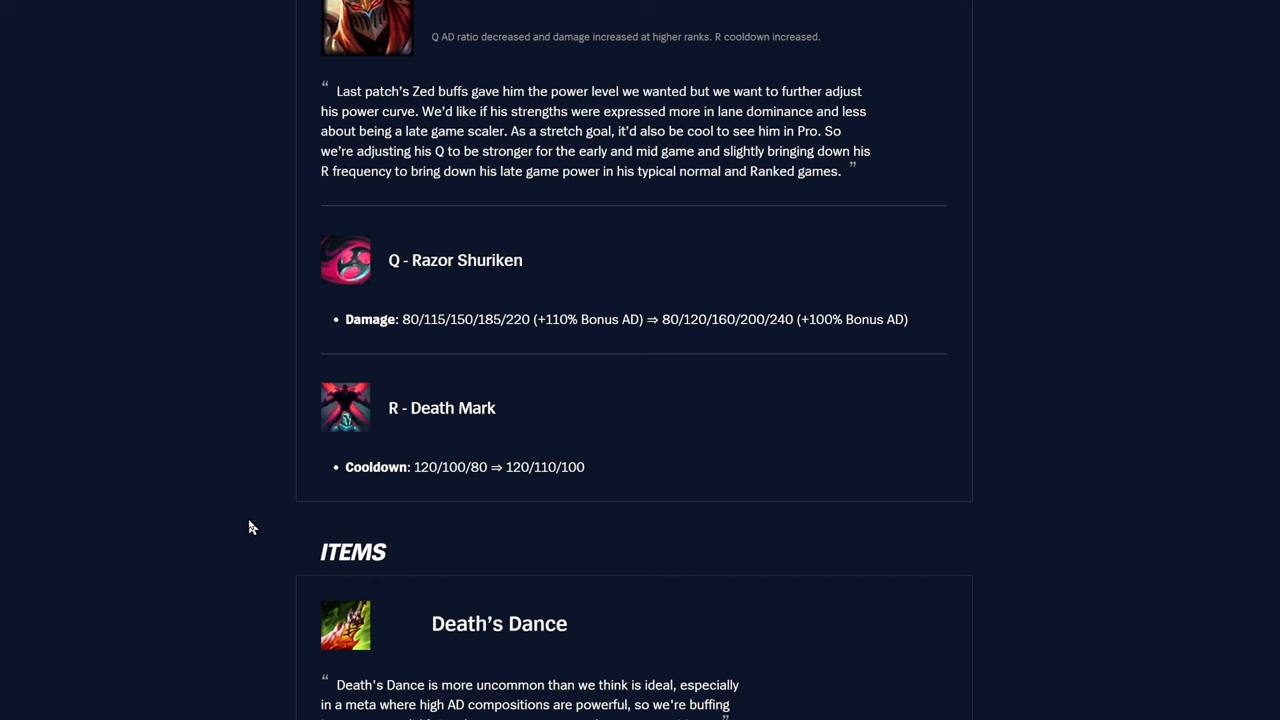 Q AD ratio decreased and damage increased at higher ranks. R cooldown increased.
“ Last patch's Zed buffs gave him the power level we wanted but we want to further adjust
his power curve. We'd like if his strengths were expressed more in lane dominance and less
about being a late game scaler. As a stretch goal, it'd also be cool to see him in Pro. So
we're adjusting his Q to be stronger for the early and mid game and slightly bringing down his
R frequency to bring down his late game power in his typical normal and Ranked games. ”
Q - Razor Shuriken
• Damage: 80/115/150/185/220 (+110% Bonus AD) ⇒ 80/120/160/200/240 (+100% Bonus AD)
R - Death Mark
• Cooldown: 120/100/80 ⇒ 120/110/100
ITEMS
Death's Dance
“ Death's Dance is more uncommon than we think is ideal, especially
in a meta where high AD compositions are powerful, so we're buffing